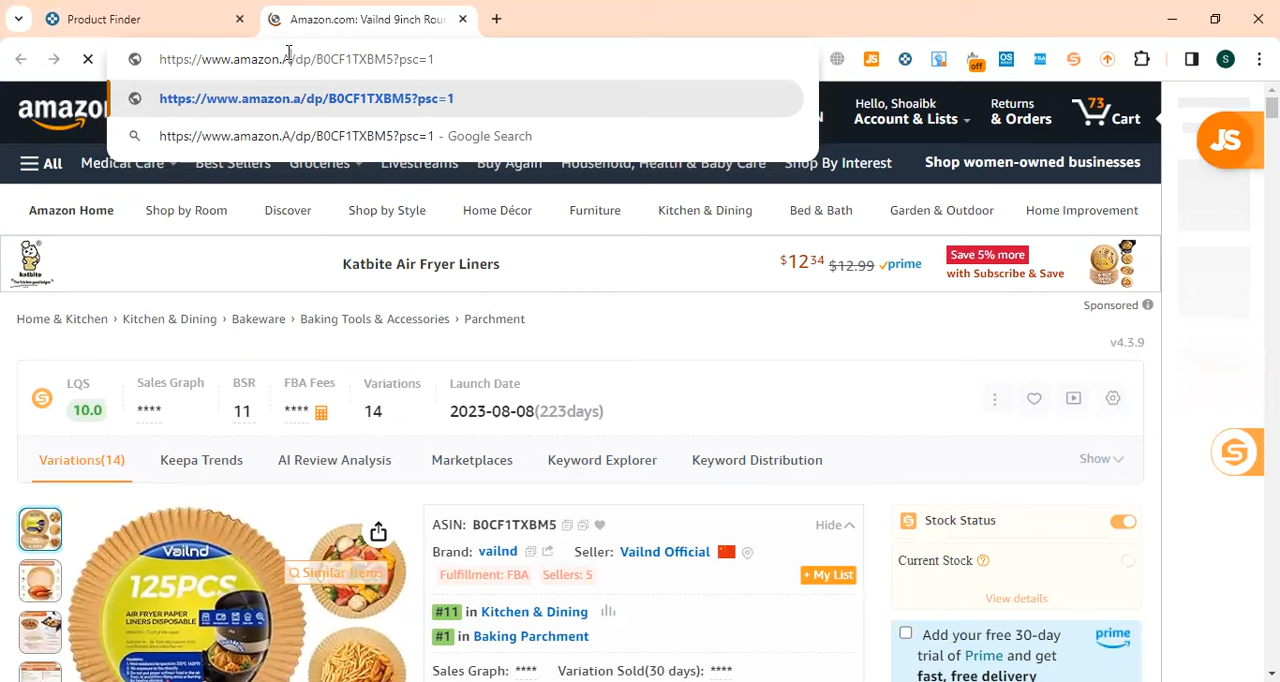 Product Finder
Amazon.com: Vailnd 9inch Rou
https://www.amazon.A/dp/B0CF1TXBM5?psc=1
JS
OS
FBA
S
off
https://www.amazon.a/dp/B0CF1TXBM5?psc=1
https://www.amazon.A/dp/B0CF1TXBM5?psc=1 - Google Search
amazo
N
Hello, Shoaibk
Account & Lists
Returns
& Orders
73
Cart
All
Medical Care
Best Sellers
Groceries
Livestreams
Buy Again
Household, Health & Baby Care
Shop By Interest
Shop women-owned businesses
JS
Amazon Home
Shop by Room
Discover
Shop by Style
Home Décor
Furniture
Kitchen & Dining
Bed & Bath
Garden & Outdoor
Home Improvement
Katbite
Katbite Air Fryer Liners
$12 34 $12.99 prime
Save 5% more
with Subscribe & Save
Sponsored
Home & Kitchen › Kitchen & Dining › Bakeware › Baking Tools & Accessories › Parchment
v4.3.9
LQS
10.0
Sales Graph
****
BSR
11
FBA Fees
****
Variations
14
Launch Date
2023-08-08(223days)
Variations(14)
Keepa Trends
AI Review Analysis
Marketplaces
Keyword Explorer
Keyword Distribution
Show
Vailnd
125PCS
AIR FRYER PAPER
LINERS DISPOSABLE
Similar Items
ASIN: B0CF1TXBM5
Hide
Brand: vailnd
Seller: Vailnd Official
Fulfillment: FBA
Sellers: 5
+ My List
#11 in Kitchen & Dining
#1 in Baking Parchment
Sales Graph: ****
Variation Sold(30 days): ****
Stock Status
Current Stock
View details
Add your free 30-day
trial of Prime and get
fast, free delivery
prime